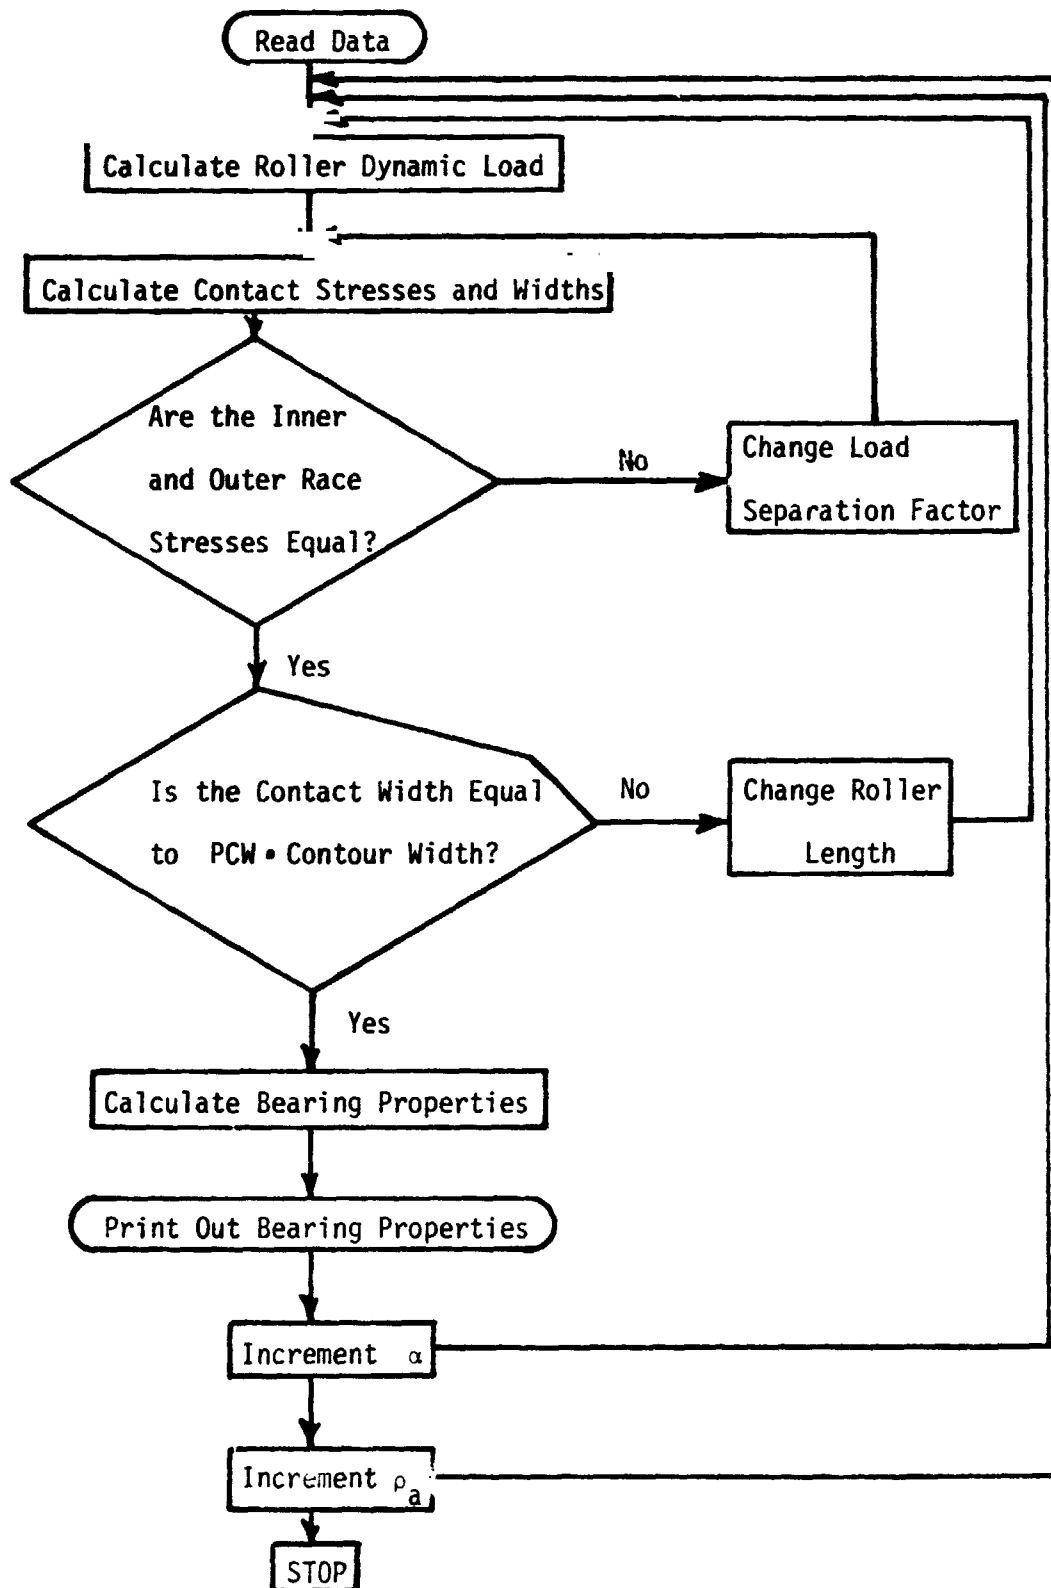 Read Data
Calculate Roller Dynamic Load
Calculate Contact Stresses and Widths
Are the Inner
and Outer Race
Stresses Equal?
No
Change Load
Separation Factor
Yes
Is the Contact Width Equal
to PCW • Contour Width?
No
Change Roller
Length
Yes
Calculate Bearing Properties
Print Out Bearing Properties
Increment α
Increment ρa
STOP